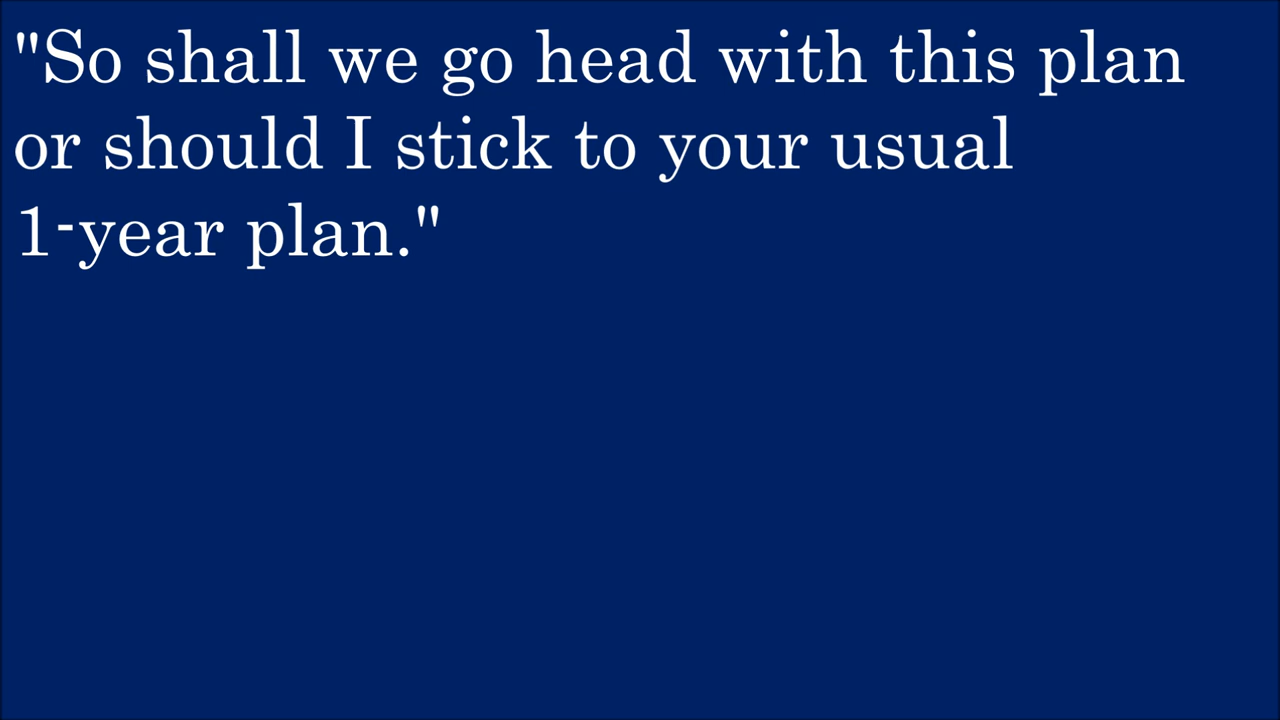 "So shall we go head with this plan
or should I stick to your usual
1-year plan."